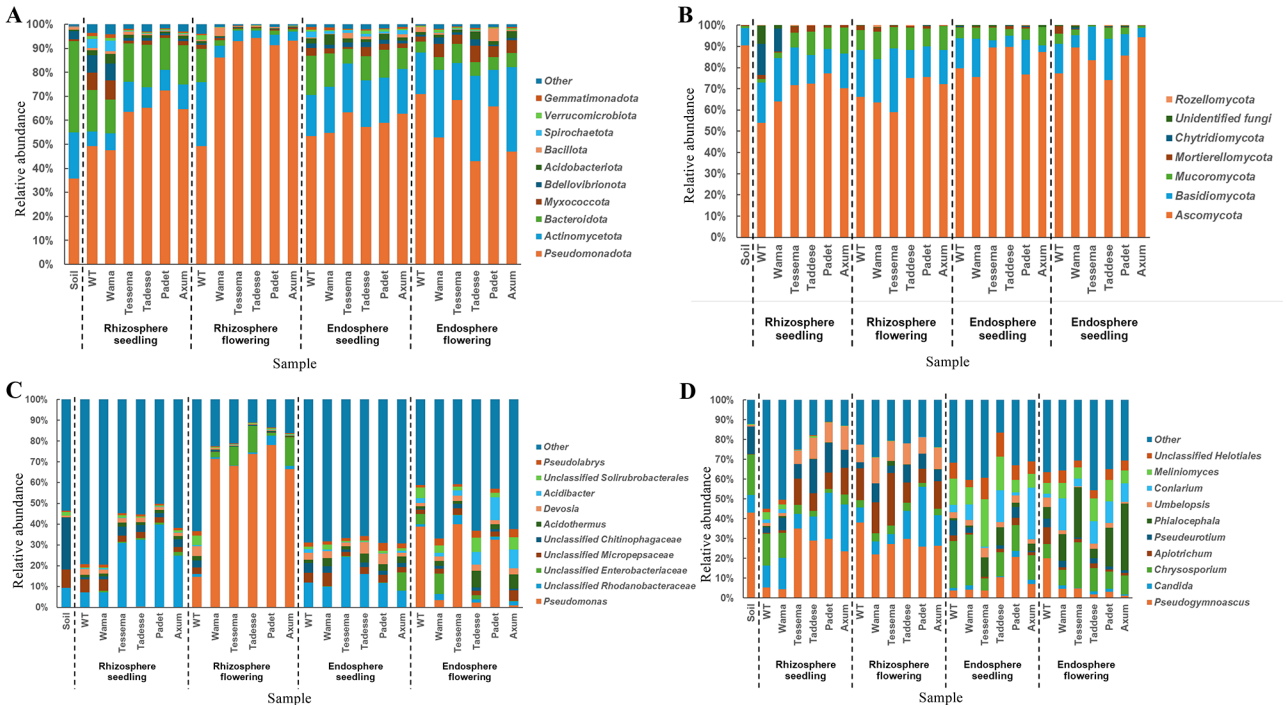 A
Relative abundance
100%
90%
80%
70%
60%
50%
40%
30%
20%
10%
0%
Soil
WT
Wama
Tessema
Tadesse
Padet
Axum
WT
Wama
Tessema
Tadesse
Padet
Axum
WT
Wama
Tessema
Tadesse
Padet
Axum
WT
Wama
Tessema
Tadesse
Padet
Axum
Rhizosphere seedling
Rhizosphere flowering
Endosphere seedling
Endosphere flowering
Sample
Other
Gemmatimonadota
Verrucomicrobiota
Spirochaetota
Bacillota
Acidobacteriota
Bdellovibrionota
Myxococcota
Bacteroidota
Actinomycetota
Pseudomonadota
B
Relative abundance
100%
90%
80%
70%
60%
50%
40%
30%
20%
10%
0%
Soil
WT
Wama
Tessema
Taddese
Padet
Axum
WT
Wama
Tessema
Taddese
Padet
Axum
WT
Wama
Tessema
Taddese
Padet
Axum
WT
Wama
Tessema
Taddese
Padet
Axum
Rhizosphere seedling
Rhizosphere flowering
Endosphere seedling
Endosphere seedling
Sample
Rozellomycota
Unidentified fungi
Chytridiomycota
Mortierellomycota
Mucoromycota
Basidiomycota
Ascomycota
C
Relative abundance
100%
90%
80%
70%
60%
50%
40%
30%
20%
10%
0%
Soil
WT
Wama
Tessema
Tadesse
Padet
Axum
WT
Wama
Tessema
Tadesse
Padet
Axum
WT
Wama
Tessema
Tadesse
Padet
Axum
WT
Wama
Tessema
Tadesse
Padet
Axum
Rhizosphere seedling
Rhizosphere flowering
Endosphere seedling
Endosphere flowering
Sample
Other
Pseudolabrys
Unclassified Solirubrobacterales
Acidibacter
Devosia
Acidothermus
Unclassified Chitinophagaceae
Unclassified Micropepsaceae
Unclassified Enterobacteriaceae
Unclassified Rhodanobacteraceae
Pseudomonas
D
Relative abundance
100%
90%
80%
70%
60%
50%
40%
30%
20%
10%
0%
Soil
WT
Wama
Tessema
Taddese
Padet
Axum
WT
Wama
Tessema
Taddese
Padet
Axum
WT
Wama
Tessema
Taddese
Padet
Axum
WT
Wama
Tessema
Taddese
Padet
Axum
Rhizosphere seedling
Rhizosphere flowering
Endosphere seedling
Endosphere flowering
Sample
Other
Unclassified Helotiales
Meliniomyces
Conlarium
Umbelopsis
Phialocephala
Pseudeurotium
Apiotrichum
Chrysosporium
Candida
Pseudogymnoascus